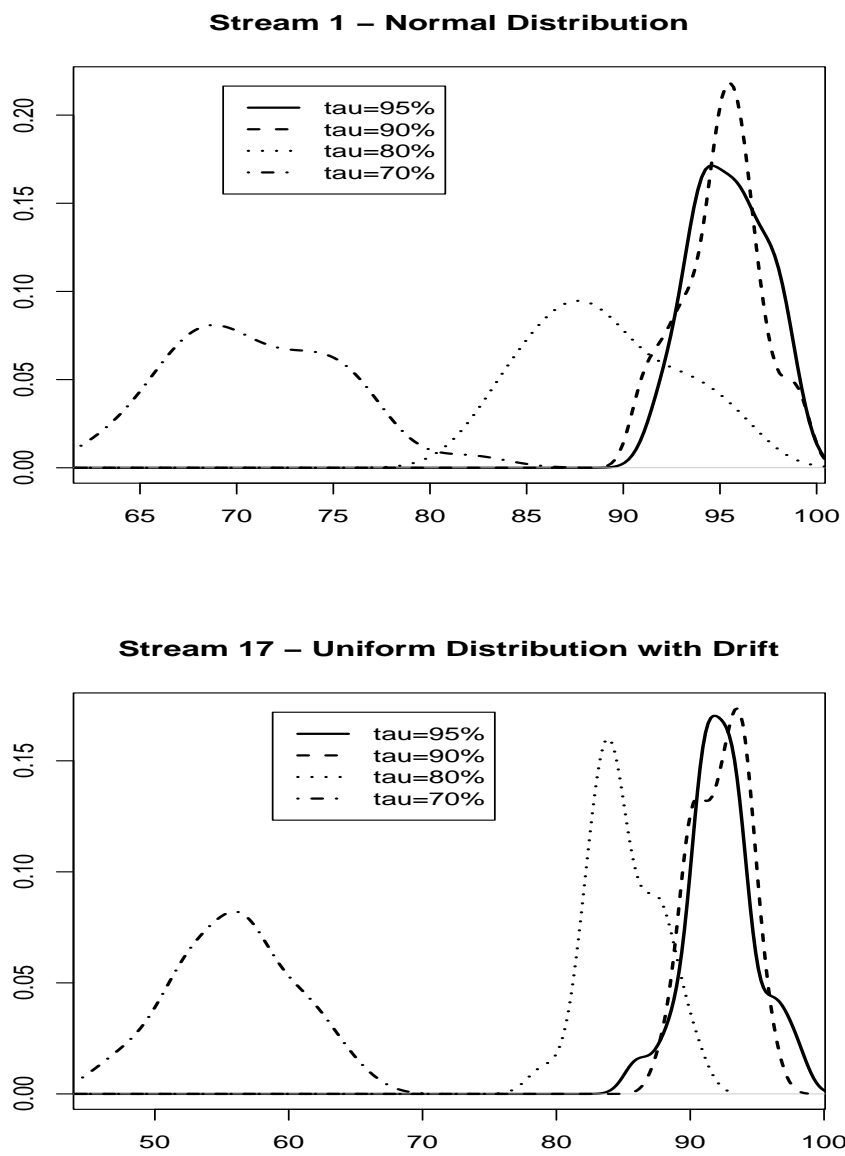 Stream 1 – Normal Distribution
tau=95%
tau=90%
tau=80%
tau=70%
0.20
0.15
0.10
0.05
0.00
65 70 75 80 85 90 95 100
Stream 17 – Uniform Distribution with Drift
tau=95%
tau=90%
tau=80%
tau=70%
0.15
0.10
0.05
0.00
50 60 70 80 90 100